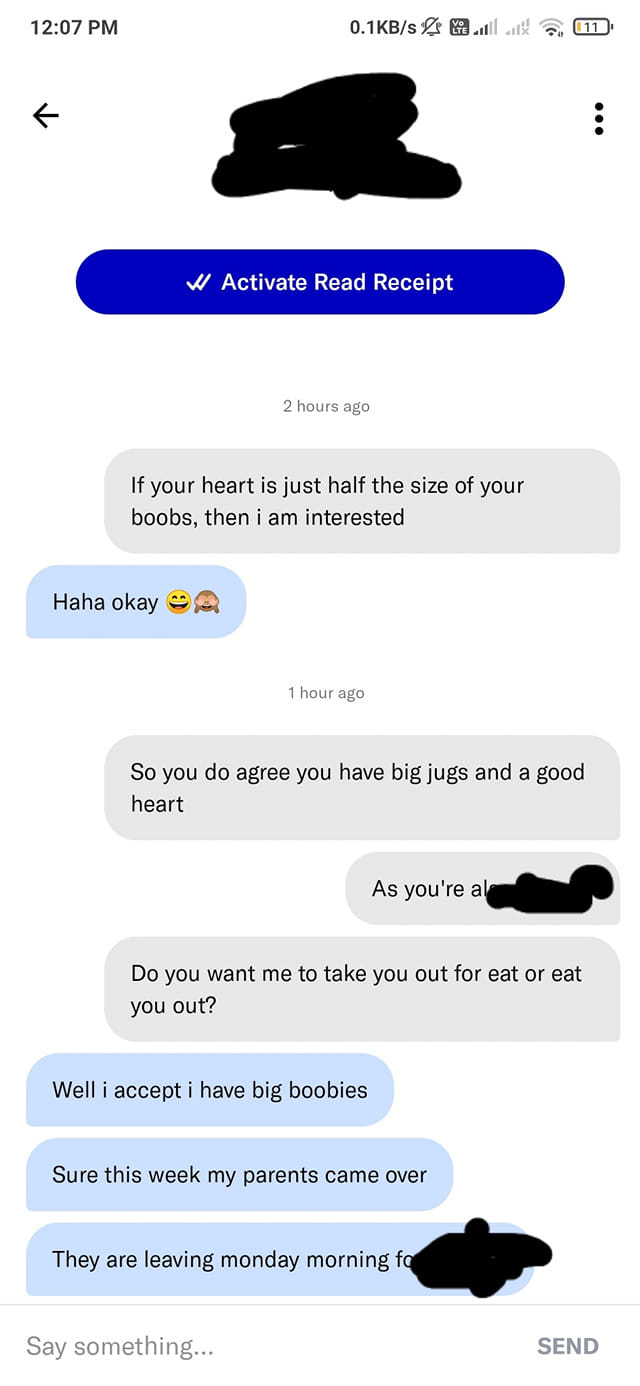 12:07 PM
0.1KB/s
Vo LTE
11
Activate Read Receipt
2 hours ago
If your heart is just half the size of your
boobs, then i am interested
Haha okay 😄🙈
1 hour ago
So you do agree you have big jugs and a good
heart
As you're
Do you want me to take you out for eat or eat
you out?
Well i accept i have big boobies
Sure this week my parents came over
They are leaving monday morning
Say something...
SEND